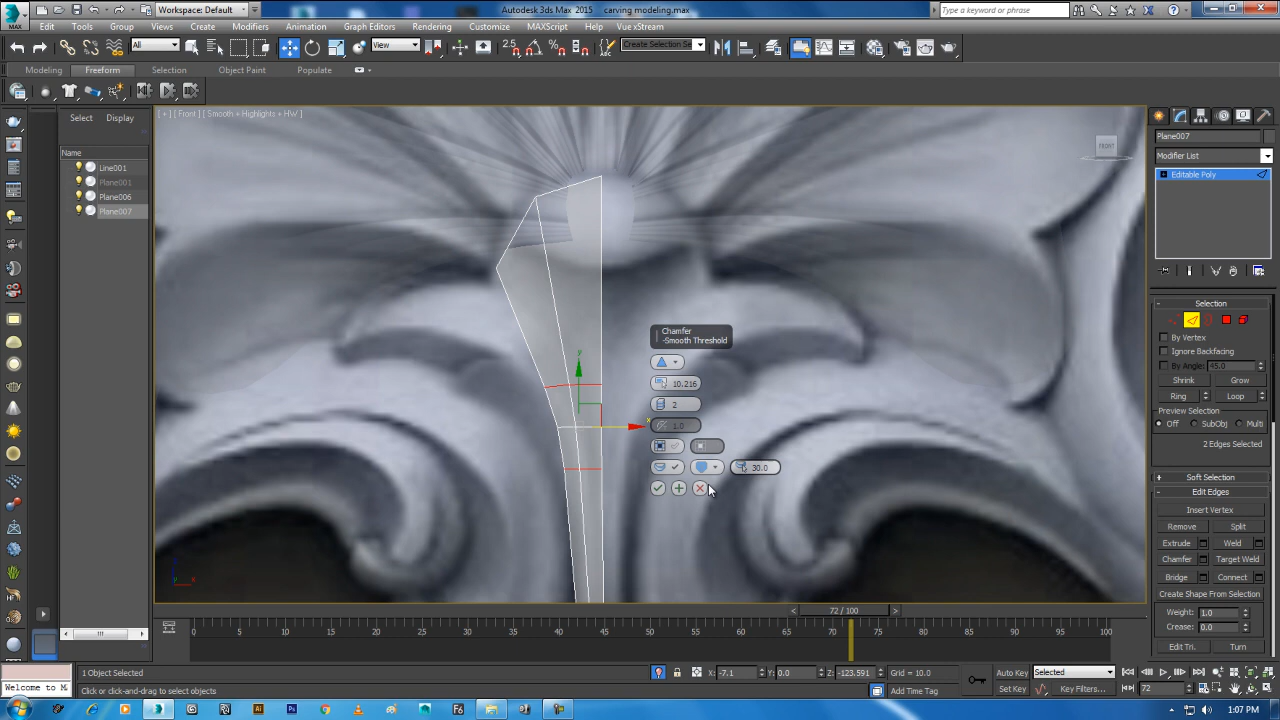 Workspace: Default
Autodesk 3ds Max 2015 carving modeling.max
Type a keyword or phrase
MAX
Edit Tools Group Views Create Modifiers Animation Graph Editors Rendering Customize MAXScript Help Vue xStream
All
View
2.5
Create Selection Se
Modeling Freeform Selection Object Paint Populate
Select Display
Name
Line001
Plane001
Plane006
Plane007
[ + ] [ Front ] [ Smooth + Highlights + HW ]
FRONT
Chamfer
-Smooth Threshold
10.216
2
1.0
30.0
y
x
Plane007
Modifier List
Editable Poly
Selection
By Vertex
Ignore Backfacing
By Angle: 45.0
Shrink Grow
Ring Loop
Preview Selection
Off SubObj Multi
2 Edges Selected
Soft Selection
Edit Edges
Insert Vertex
Remove Split
Extrude Weld
Chamfer Target Weld
Bridge Connect
Create Shape From Selection
Weight: 1.0
Crease: 0.0
Edit Tri. Turn
72 / 100
0 5 10 15 20 25 30 35 40 45 50 55 60 65 70 75 80 85 90 95 100
1 Object Selected
X: -7.1 Y: 0.0 Z: -123.591 Grid = 10.0
Auto Key Selected
Welcome to M
Click or click-and-drag to select objects
Add Time Tag
Set Key Key Filters... 72
1:07 PM